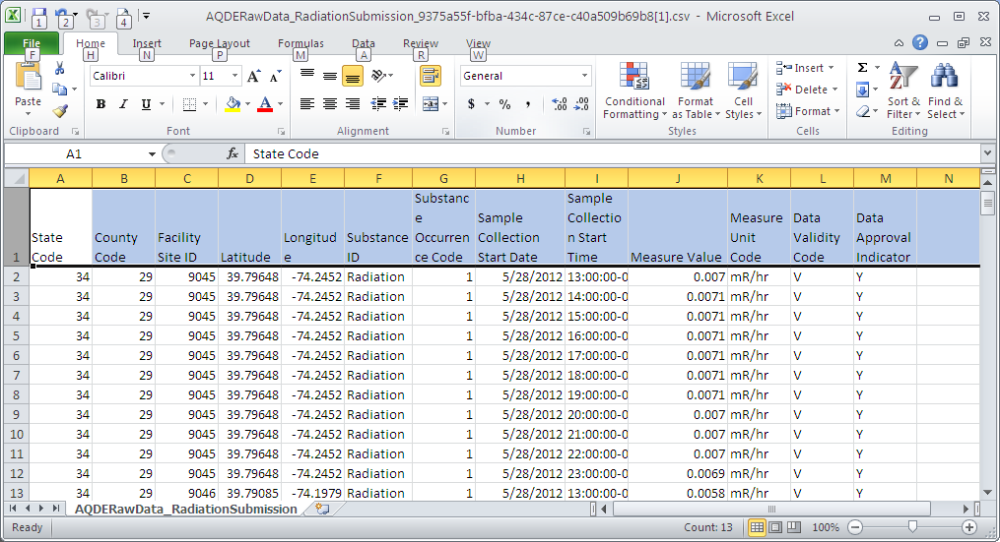 AQDERawData_RadiationSubmission_9375a55f-bfba-434c-87ce-c40a509b69b8[1].csv - Microsoft Excel
1 2 3 4
File Home Insert Page Layout Formulas Data Review View
F H N P M A R W
Calibri 11 General
Paste
B I U
$ % ,
Conditional Formatting
Format as Table
Cell Styles
Insert
Delete
Format
Σ
Sort & Filter
Find & Select
Clipboard Font Alignment Number Styles Cells Editing
A1 fx State Code
A B C D E F G H I J K L M N
1 State Code County Code Facility Site ID Latitude Longitude Substance ID Substance Occurrence Code Sample Collection Start Date Sample Collection Start Time Measure Value Measure Unit Code Data Validity Code Data Approval Indicator
2 34 29 9045 39.79648 -74.2452 Radiation 1 5/28/2012 13:00:00-0 0.007 mR/hr V Y
3 34 29 9045 39.79648 -74.2452 Radiation 1 5/28/2012 14:00:00-0 0.0071 mR/hr V Y
4 34 29 9045 39.79648 -74.2452 Radiation 1 5/28/2012 15:00:00-0 0.0071 mR/hr V Y
5 34 29 9045 39.79648 -74.2452 Radiation 1 5/28/2012 16:00:00-0 0.0071 mR/hr V Y
6 34 29 9045 39.79648 -74.2452 Radiation 1 5/28/2012 17:00:00-0 0.0071 mR/hr V Y
7 34 29 9045 39.79648 -74.2452 Radiation 1 5/28/2012 18:00:00-0 0.0071 mR/hr V Y
8 34 29 9045 39.79648 -74.2452 Radiation 1 5/28/2012 19:00:00-0 0.0071 mR/hr V Y
9 34 29 9045 39.79648 -74.2452 Radiation 1 5/28/2012 20:00:00-0 0.007 mR/hr V Y
10 34 29 9045 39.79648 -74.2452 Radiation 1 5/28/2012 21:00:00-0 0.007 mR/hr V Y
11 34 29 9045 39.79648 -74.2452 Radiation 1 5/28/2012 22:00:00-0 0.007 mR/hr V Y
12 34 29 9045 39.79648 -74.2452 Radiation 1 5/28/2012 23:00:00-0 0.0069 mR/hr V Y
13 34 29 9046 39.79085 -74.1979 Radiation 1 5/28/2012 13:00:00-0 0.0058 mR/hr V Y
AQDERawData_RadiationSubmission
Ready Count: 13 100%